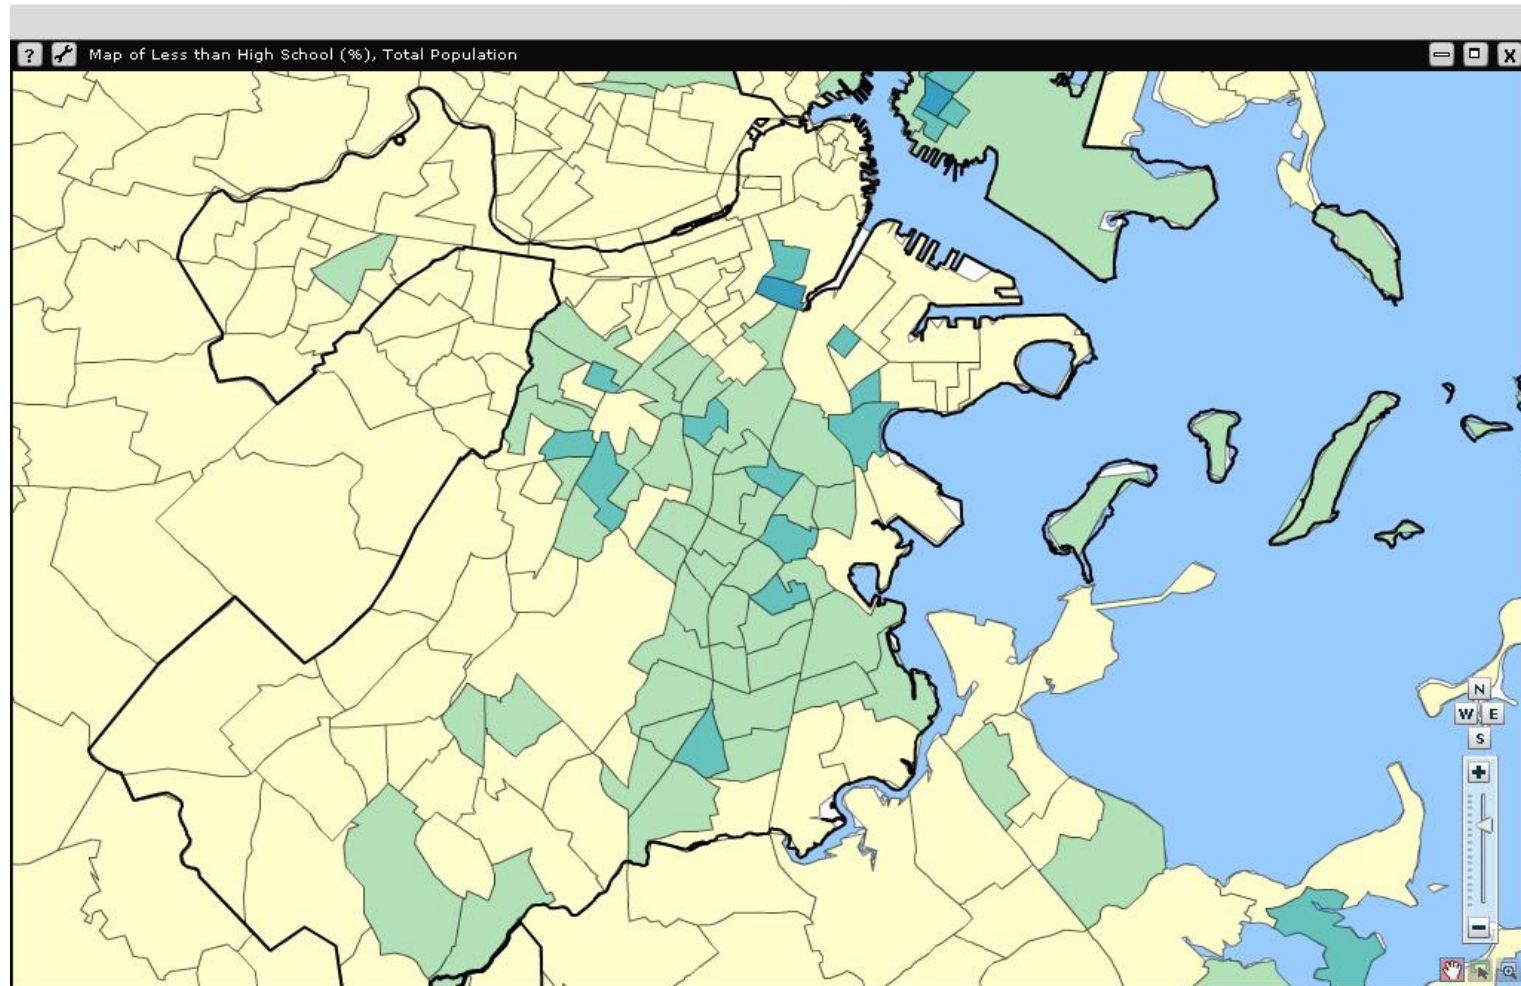 ? Map of Less than High School (%), Total Population X
N
W E
S
+
-